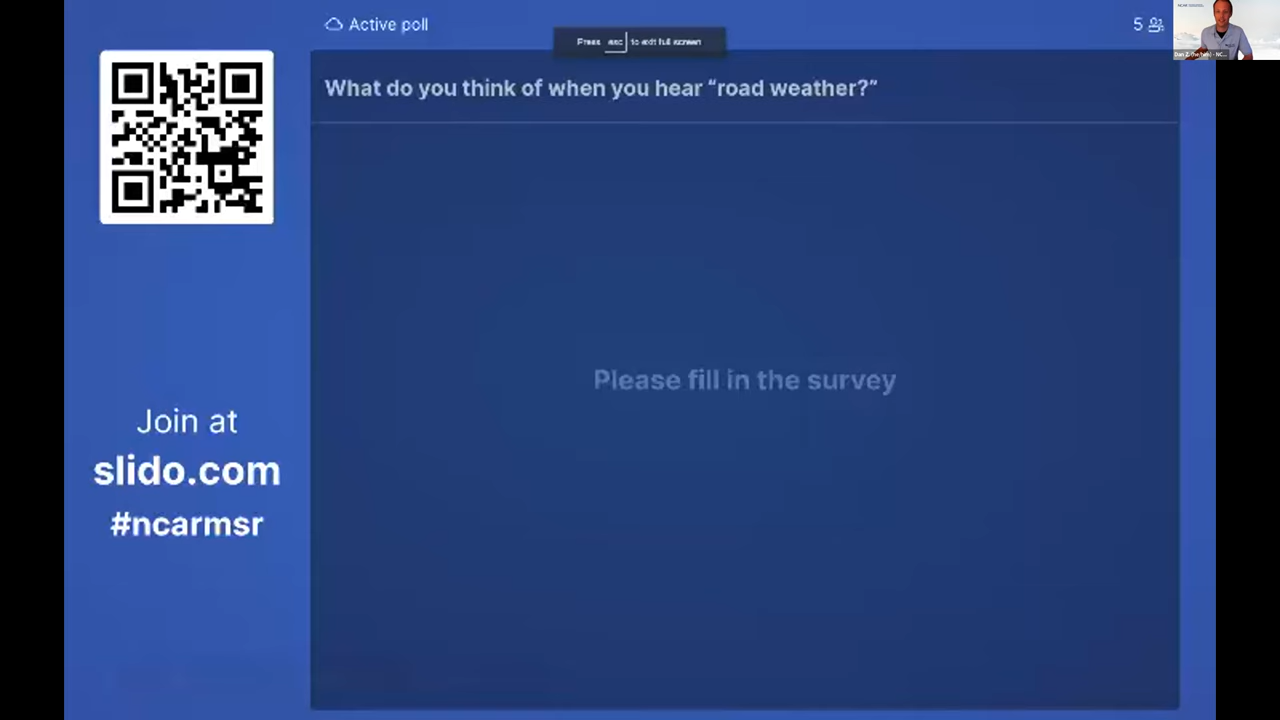 Active poll
5
Press esc to exit full screen
What do you think of when you hear “road weather?”
Please fill in the survey
Join at
slido.com
#ncarmsr